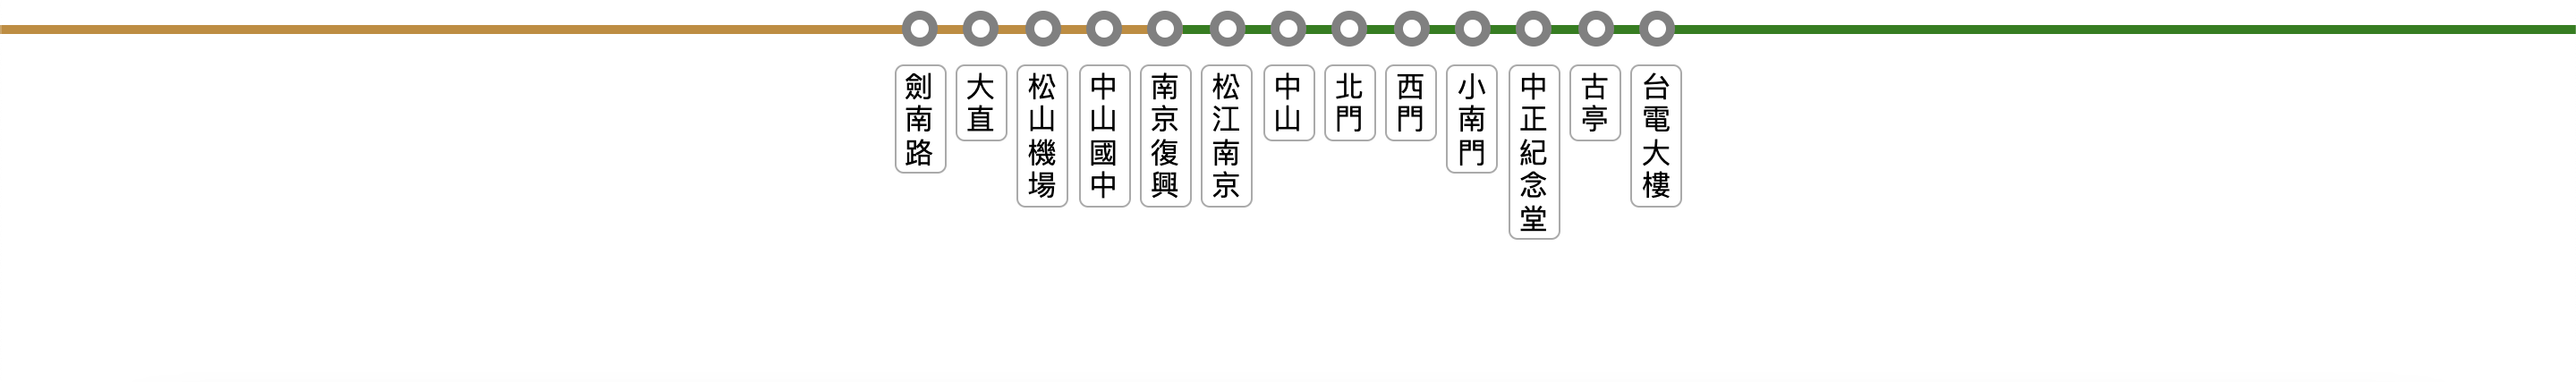 劍南路
大直
松山機場
中山國中
南京復興
松江南京
中山
北門
西門
小南門
中正紀念堂
古亭
台電大樓